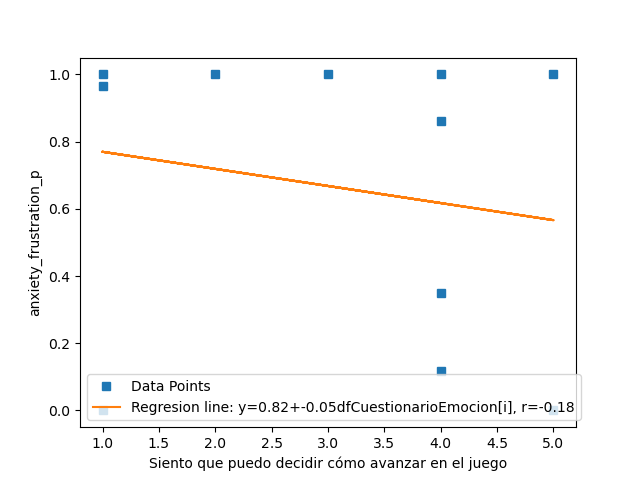 1.0
0.8
0.6
0.4
0.2
0.0
anxiety_frustration_p
Data Points
Regresion line: y=0.82+-0.05dfCuestionarioEmocion[i], r=-0.18
1.0 1.5 2.0 2.5 3.0 3.5 4.0 4.5 5.0
Siento que puedo decidir cómo avanzar en el juego